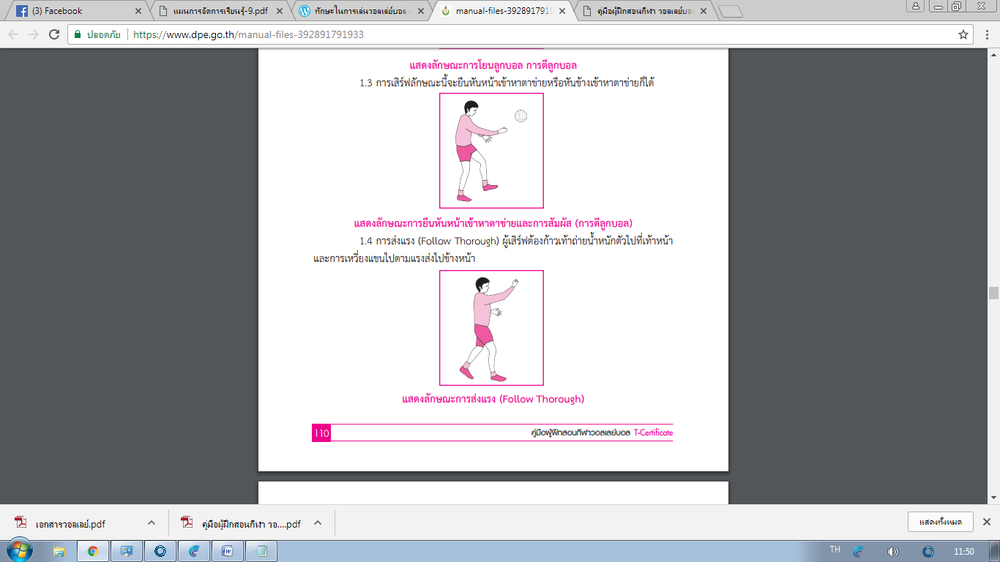 (3) Facebook
แผนการจัดการเรียนรู้-9.pdf
ทักษะในการเล่นวอลเลย์บอล -
manual-files-3928917919
คู่มือผู้ฝึกสอนกีฬา วอลเลย์บอ
ปลอดภัย
https://www.dpe.go.th/manual-files-392891791933
แสดงลักษณะการโยนลูกบอล การตีลูกบอล
1.3 การเสิร์ฟลักษณะนี้จะยืนหันหน้าเข้าหาตาข่ายหรือหันข้างเข้าหาตาข่ายก็ได้
แสดงลักษณะการยืนหันหน้าเข้าหาตาข่ายและการสัมผัส (การตีลูกบอล)
1.4 การส่งแรง (Follow Thorough) ผู้เสิร์ฟต้องก้าวเท้าถ่ายน้ำหนักตัวไปที่เท้าหน้า
และการเหวี่ยงแขนไปตามแรงส่งไปข้างหน้า
แสดงลักษณะการส่งแรง (Follow Thorough)
110
คู่มือผู้ฝึกสอนกีฬาวอลเลย์บอล T-Certificate
เอกสารวอลเลย์.pdf
คู่มือผู้ฝึกสอนกีฬา วอ....pdf
แสดงทั้งหมด
TH
11:50